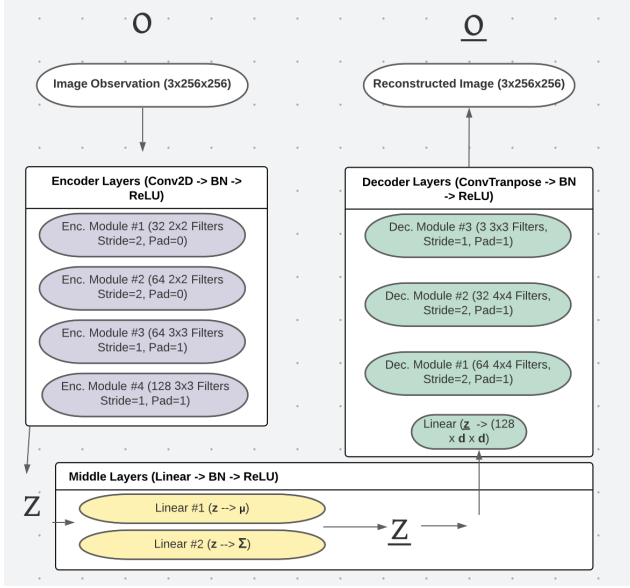 O
Image Observation (3x256x256)
Encoder Layers (Conv2D -> BN ->
ReLU)
Enc. Module #1 (32 2x2 Filters
Stride=2, Pad=0)
Enc. Module #2 (64 2x2 Filters
Stride=2, Pad=0)
Enc. Module #3 (64 3x3 Filters
Stride=1, Pad=1)
Enc. Module #4 (128 3x3 Filters
Stride=1, Pad=1)
O
Reconstructed Image (3x256x256)
Decoder Layers (ConvTranpose -> BN
-> ReLU)
Dec. Module #3 (3 3x3 Filters,
Stride=1, Pad=1)
Dec. Module #2 (32 4x4 Filters,
Stride=2, Pad=1)
Dec. Module #1 (64 4x4 Filters,
Stride=2, Pad=1)
Linear (z -> (128
x d x d)
Z
Middle Layers (Linear -> BN -> ReLU)
Linear #1 (z --> μ)
Linear #2 (z --> Σ)
Z